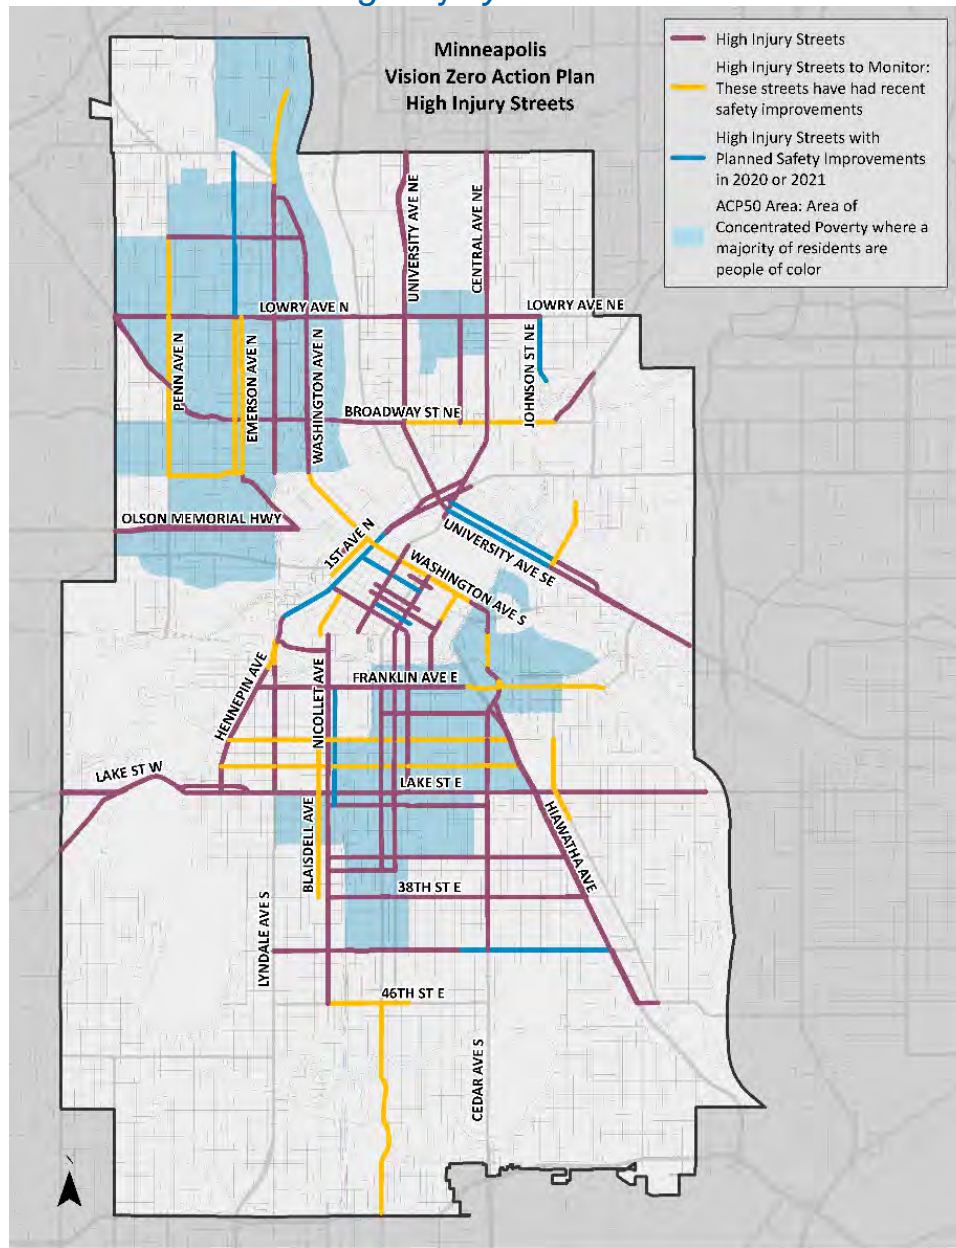 Minneapolis
Vision Zero Action Plan
High Injury Streets
High Injury Streets
High Injury Streets to Monitor:
These streets have had recent
safety improvements
High Injury Streets with
Planned Safety Improvements
in 2020 or 2021
ACP50 Area: Area of
Concentrated Poverty where a
majority of residents are
people of color
UNIVERSITY AVE NE
CENTRAL AVE NE
LOWRY AVE N
LOWRY AVE NE
PENN AVE N
EMERSON AVE N
WASHINGTON AVE N
JOHNSON ST NE
BROADWAY ST NE
OLSON MEMORIAL HWY
1ST AVE N
UNIVERSITY AVE SE
WASHINGTON AVE S
HENNEPIN AVE
NICOLLET AVE
FRANKLIN AVE E
LAKE ST W
LAKE ST E
BLAISDELL AVE
HIAWATHA AVE
38TH ST E
LYNDALE AVE S
46TH ST E
CEDAR AVE S